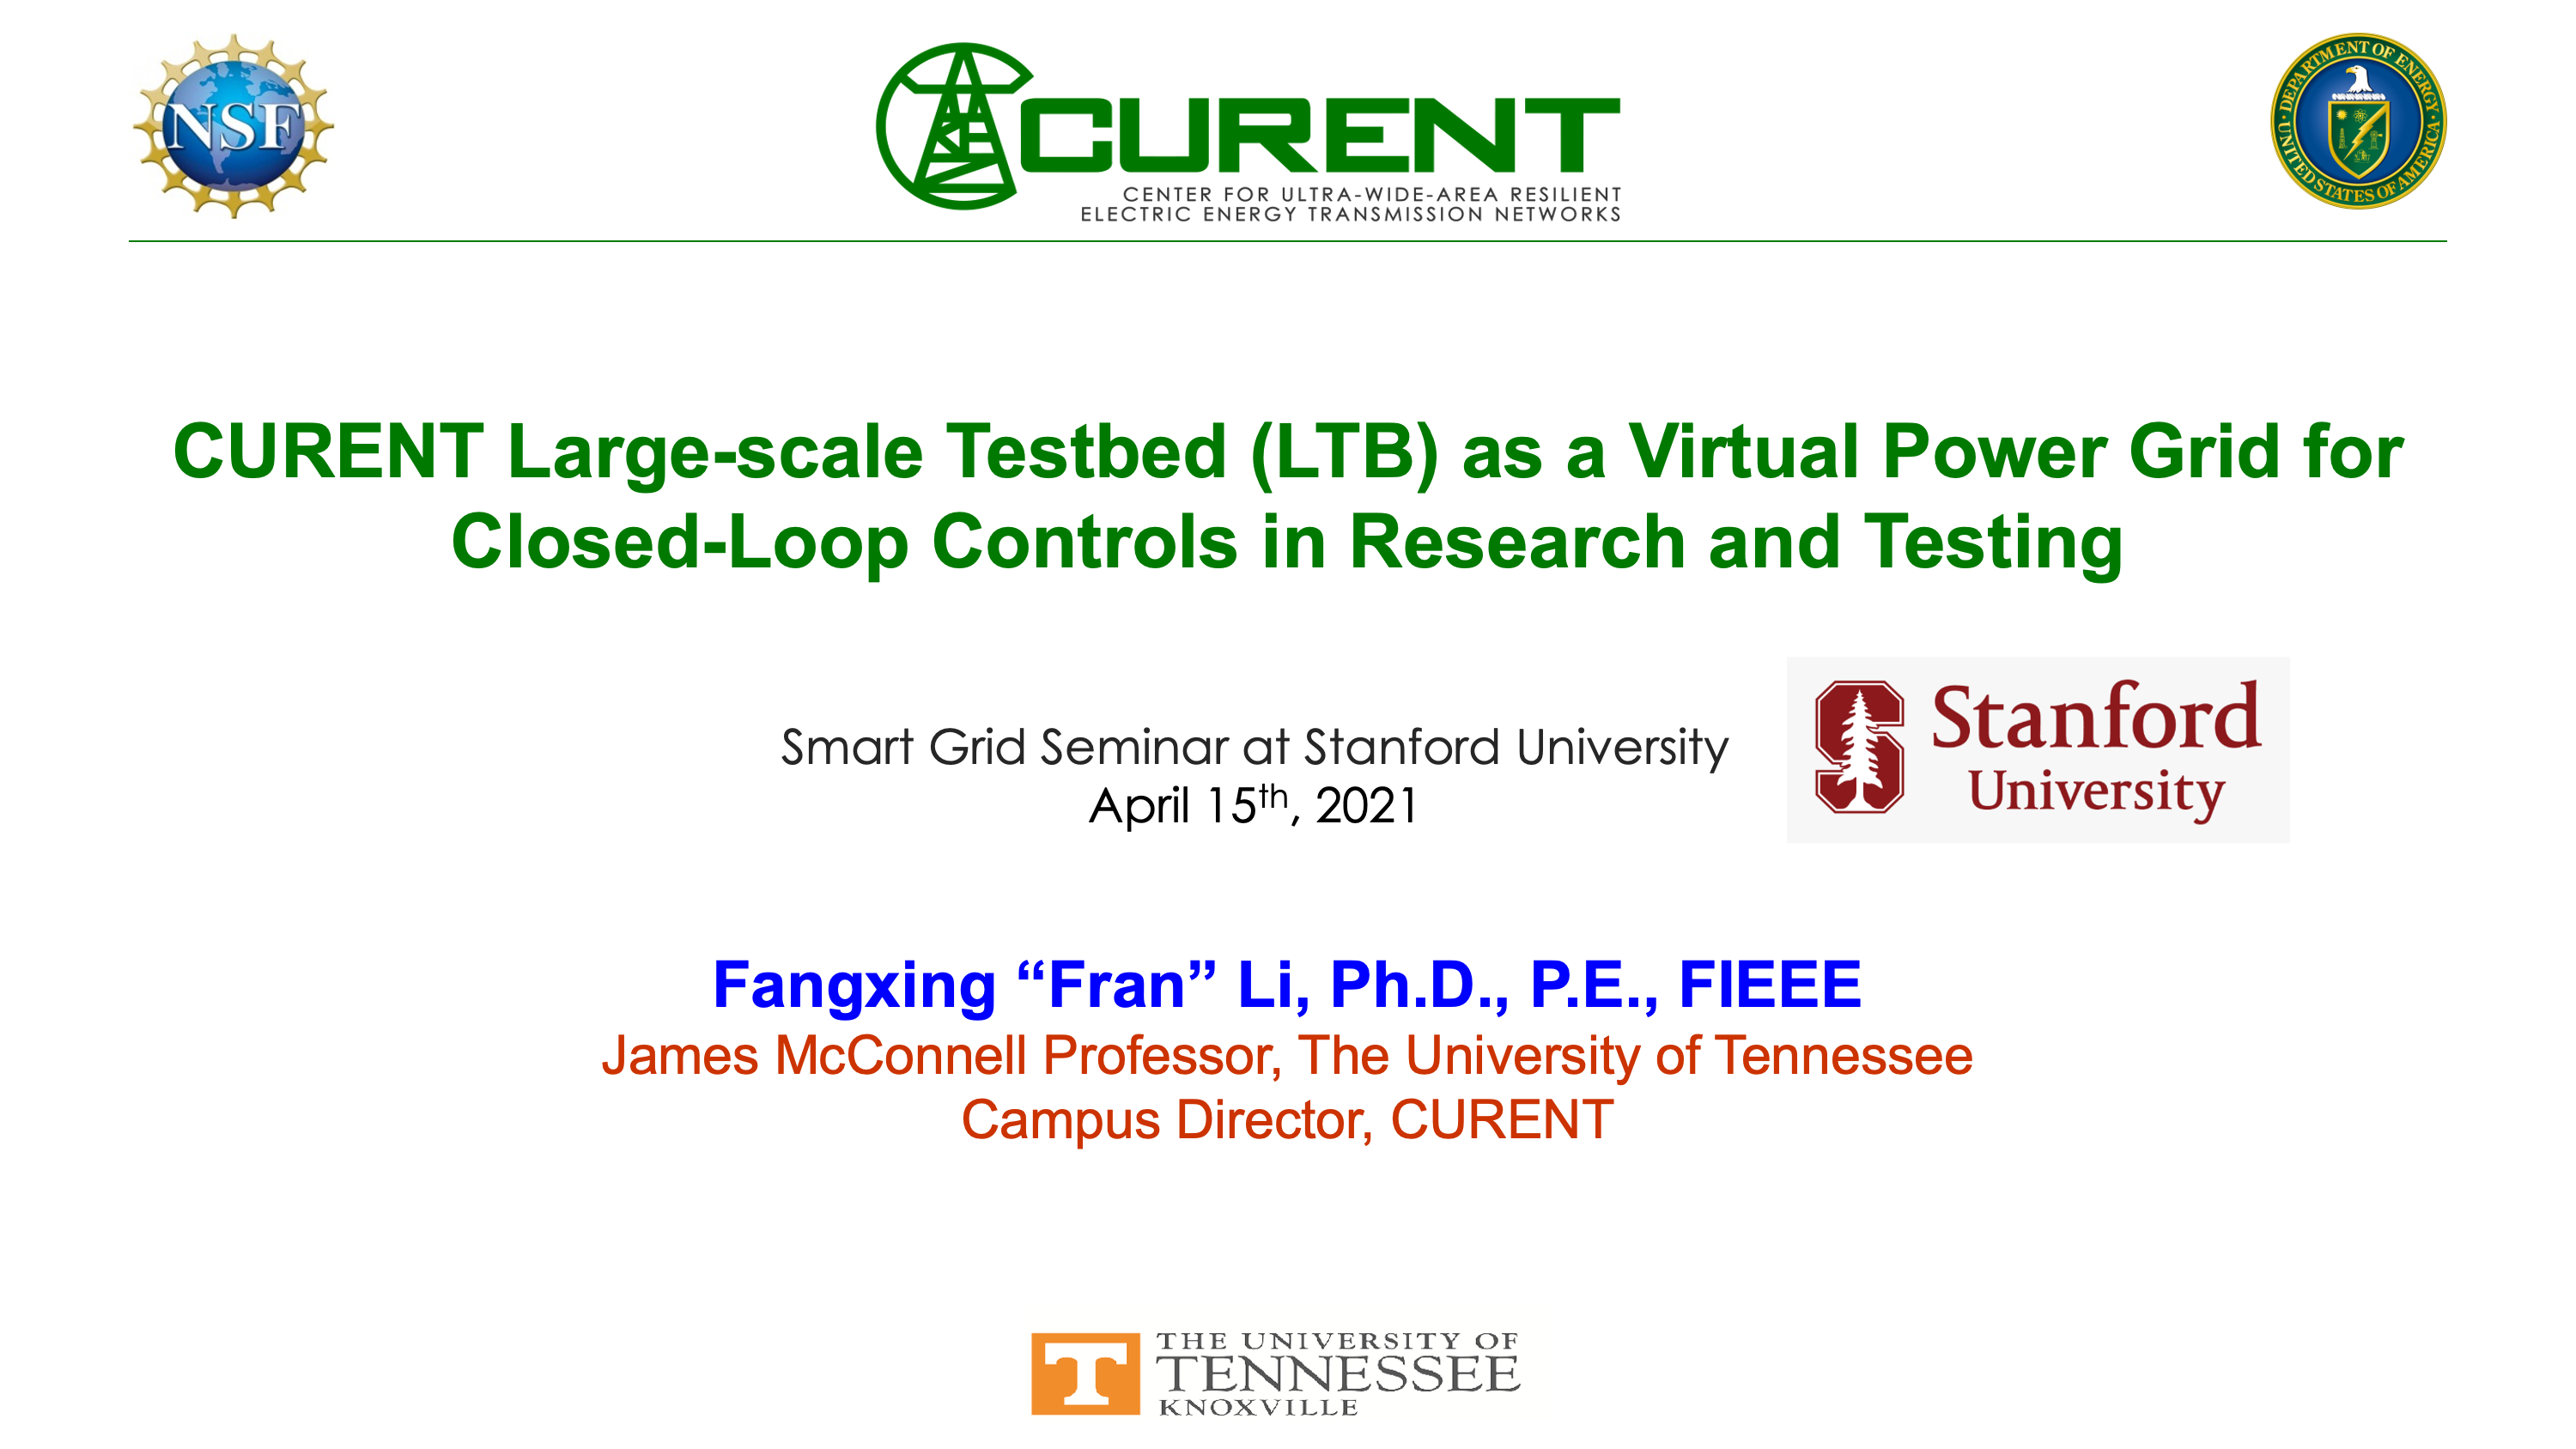 NSF
CURENT
CENTER FOR ULTRA-WIDE-AREA RESILIENT
ELECTRIC ENERGY TRANSMISSION NETWORKS
DEPARTMENT OF ENERGY
UNITED STATES OF AMERICA
CURENT Large-scale Testbed (LTB) as a Virtual Power Grid for
Closed-Loop Controls in Research and Testing
Smart Grid Seminar at Stanford University
April 15th, 2021
Stanford
University
Fangxing “Fran” Li, Ph.D., P.E., FIEEE
James McConnell Professor, The University of Tennessee
Campus Director, CURENT
T
THE UNIVERSITY OF
TENNESSEE
KNOXVILLE